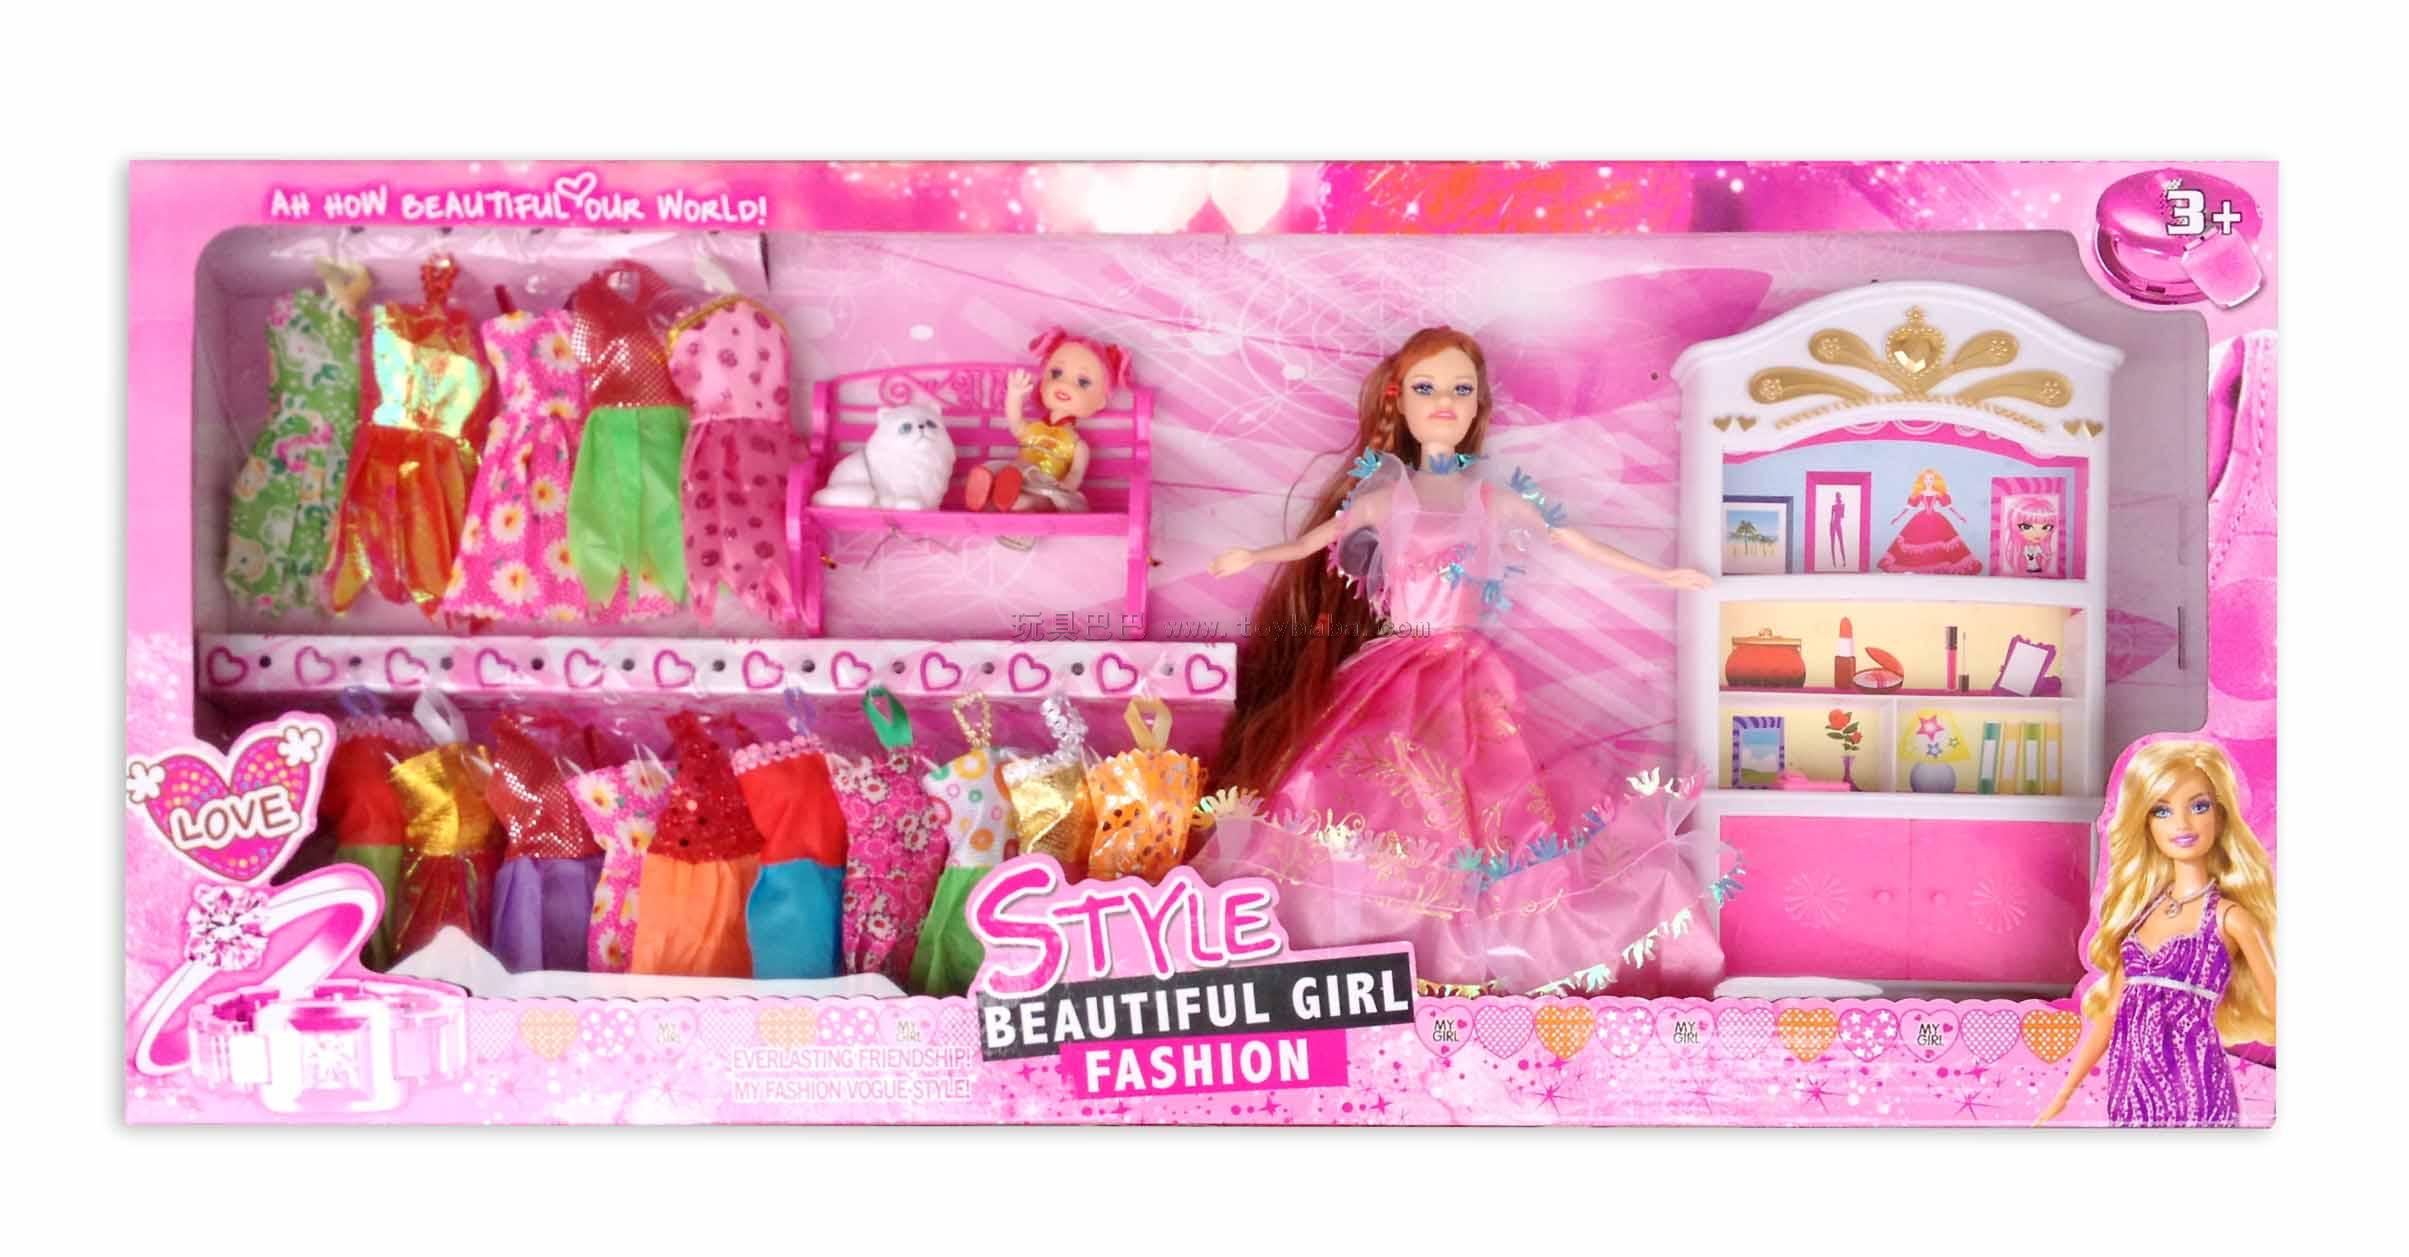 AH HOW BEAUTIFUL OUR WORLD!
3+
玩具巴巴 www.toybaba.com
LOVE
STYLE
BEAUTIFUL GIRL
FASHION
MY GIRL
MY GIRL
MY GIRL
MY GIRL
MY GIRL
EVERLASTING FRIENDSHIP!
MY FASHION VOGUE STYLE!